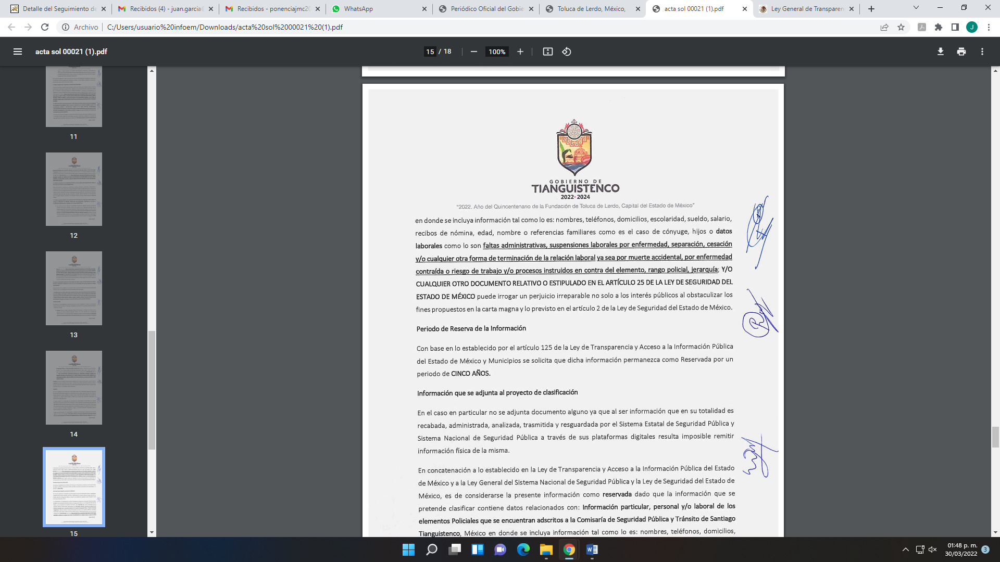 Detalle del Seguimiento de
Recibidos (4) - juan.garcia@
Recibidos - ponenciajmc20
WhatsApp
Periódico Oficial del Gobie
Toluca de Lerdo, México,
acta sol 00021 (1).pdf
Ley General de Transparen
Archivo
C:/Users/usuario%20infoem/Downloads/acta%20sol%2000021%20(1).pdf
J
acta sol 00021 (1).pdf
15 / 18
100%
11
12
13
14
15
GOBIERNO DE
TIANGUISTENCO
2022-2024
"2022. Año del Quincentenario de la Fundación de Toluca de Lerdo, Capital del Estado de México"
en donde se incluya información tal como lo es: nombres, teléfonos, domicilios, escolaridad, sueldo, salario,
recibos de nómina, edad, nombre o referencias familiares como es el caso de cónyuge, hijos o datos
laborales como lo son faltas administrativas, suspensiones laborales por enfermedad, separación, cesación
y/o cualquier otra forma de terminación de la relación laboral ya sea por muerte accidental, por enfermedad
contraída o riesgo de trabajo y/o procesos instruidos en contra del elemento, rango policial, jerarquía; Y/O
CUALQUIER OTRO DOCUMENTO RELATIVO O ESTIPULADO EN EL ARTÍCULO 25 DE LA LEY DE SEGURIDAD DEL
ESTADO DE MÉXICO puede irrogar un perjuicio irreparable no solo a los interés públicos al obstaculizar los
fines propuestos en la carta magna y lo previsto en el artículo 2 de la Ley de Seguridad del Estado de México.
Periodo de Reserva de la Información
Con base en lo establecido por el artículo 125 de la Ley de Transparencia y Acceso a la Información Pública
del Estado de México y Municipios se solicita que dicha información permanezca como Reservada por un
periodo de CINCO AÑOS.
Información que se adjunta al proyecto de clasificación
En el caso en particular no se adjunta documento alguno ya que al ser información que en su totalidad es
recabada, administrada, analizada, trasmitida y resguardada por el Sistema Estatal de Seguridad Pública y
Sistema Nacional de Seguridad Pública a través de sus plataformas digitales resulta imposible remitir
información física de la misma.
En concatenación a lo establecido en la Ley de Transparencia y Acceso a la Información Pública del Estado
de México y a la Ley General del Sistema Nacional de Seguridad Pública y la Ley de Seguridad del Estado de
México, es de considerarse la presente información como reservada dado que la información que se
pretende clasificar contiene datos relacionados con: Información particular, personal y/o laboral de los
elementos Policiales que se encuentran adscritos a la Comisaría de Seguridad Pública y Tránsito de Santiago
Tianguistenco, México en donde se incluya información tal como lo es: nombres, teléfonos, domicilios,
01:48 p. m.
30/03/2022
3